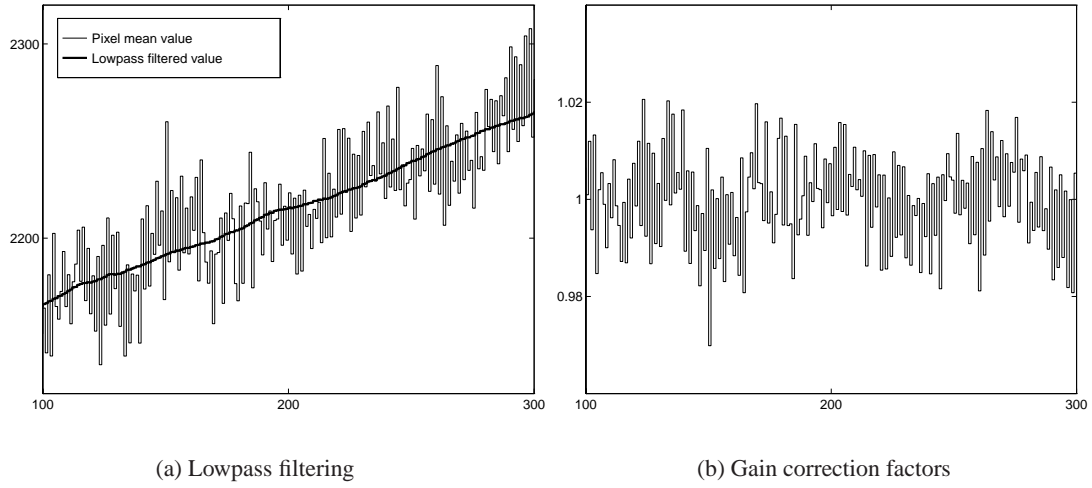 2300
2200
Pixel mean value
Lowpass filtered value
100
200
300
(a) Lowpass filtering
1.02
1.0
0.98
100
200
300
(b) Gain correction factors